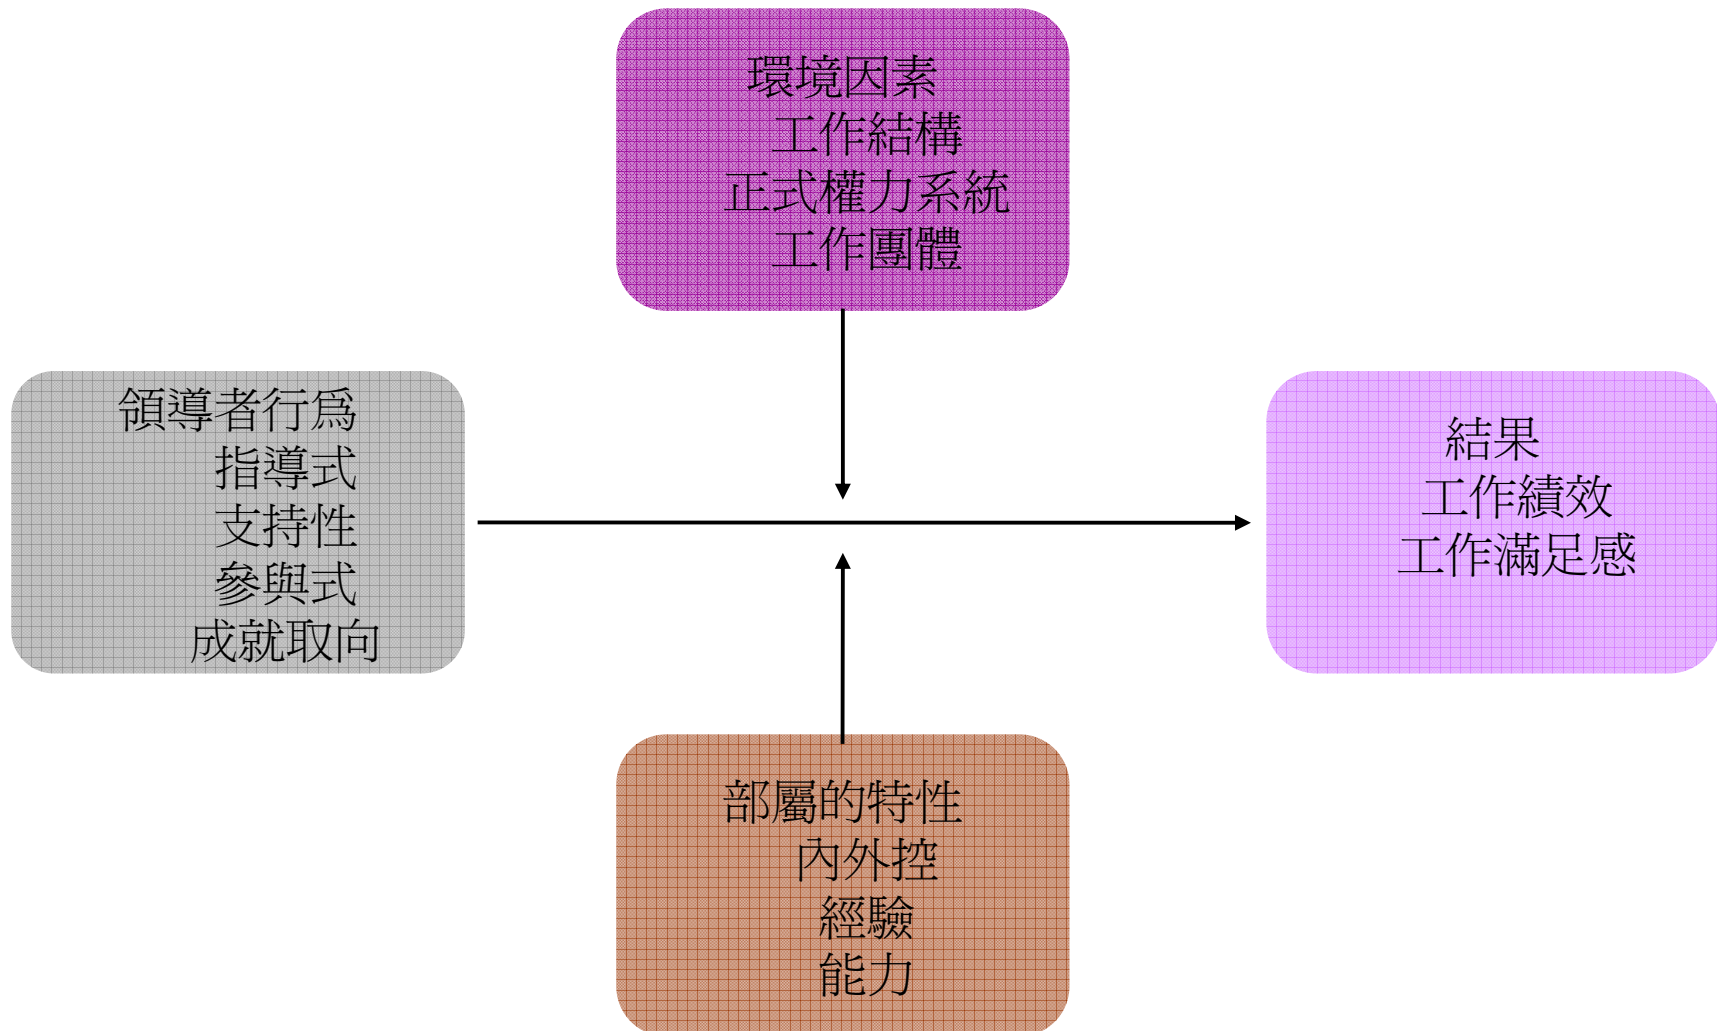 環境因素
工作結構
正式權力系統
工作團體
領導者行為
指導式
支持性
參與式
成就取向
結果
工作績效
工作滿足感
部屬的特性
內外控
經驗
能力